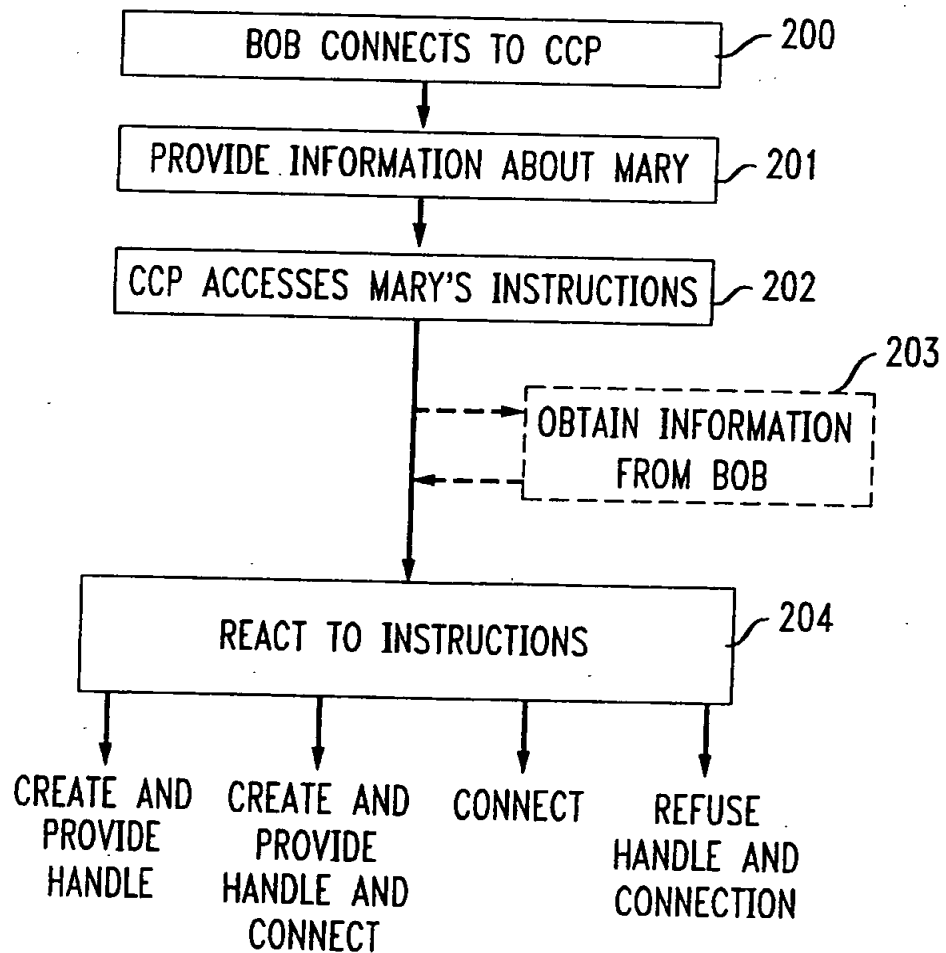 BOB CONNECTS TO CCP
200
PROVIDE INFORMATION ABOUT MARY
201
CCP ACCESSES MARY'S INSTRUCTIONS
202
203
OBTAIN INFORMATION
FROM BOB
REACT TO INSTRUCTIONS
204
CREATE AND
PROVIDE
HANDLE
CREATE AND
PROVIDE
HANDLE AND
CONNECT
CONNECT
REFUSE
HANDLE AND
CONNECTION